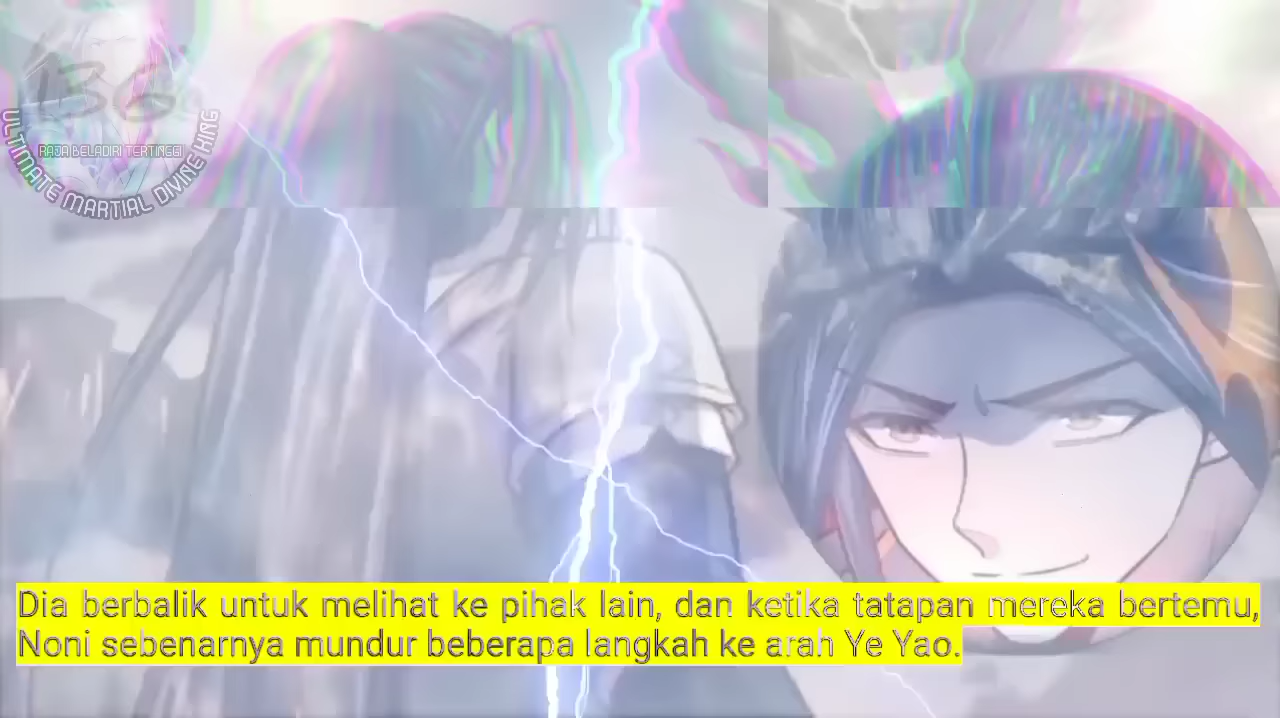 RAJA BELADIRI TERTINGGI
ULTIMATE MARTIAL DIVINE KING
Dia berbalik untuk melihat ke pihak lain, dan ketika tatapan mereka bertemu,
Noni sebenarnya mundur beberapa langkah ke arah Ye Yao.